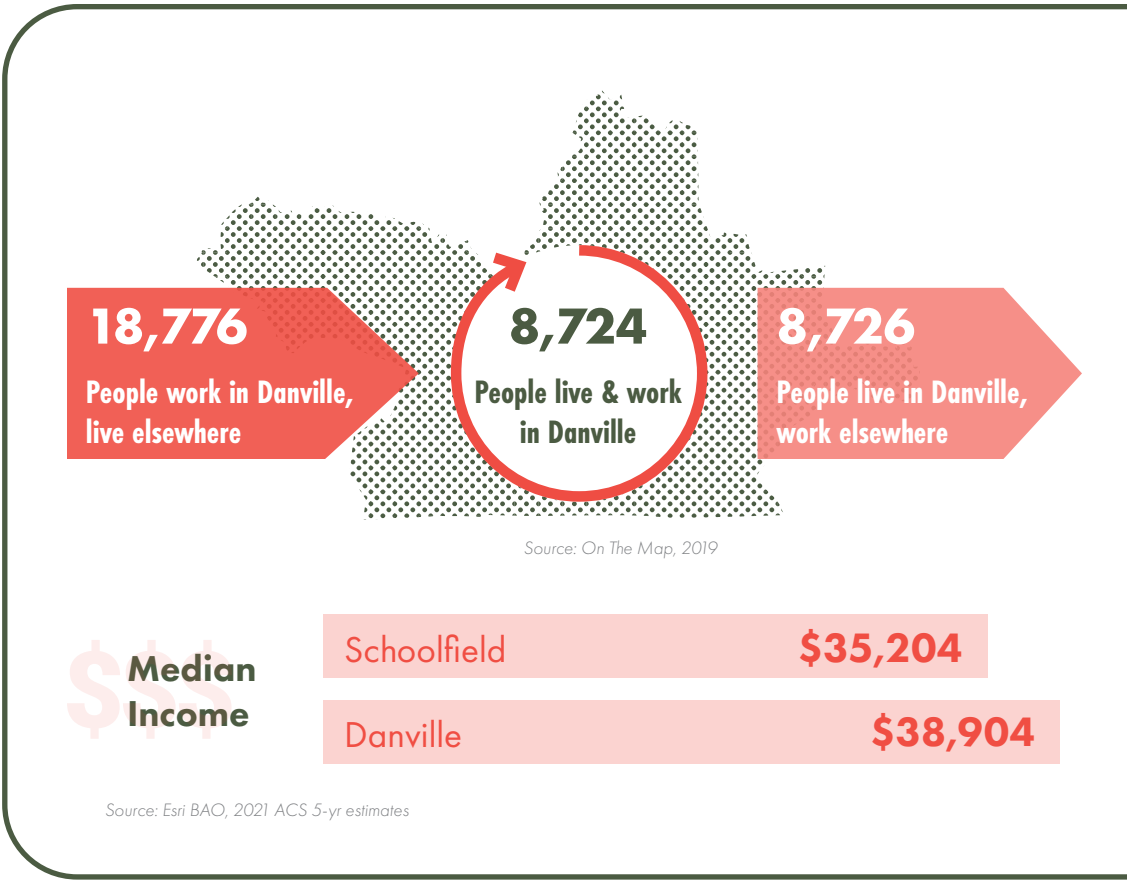 18,776
People work in Danville,
live elsewhere
8,724
People live & work
in Danville
8,726
People live in Danville,
work elsewhere
Source: On The Map, 2019
$$$
Median
Income
Schoolfield
$35,204
Danville
$38,904
Source: Esri BAO, 2021 ACS 5-yr estimates